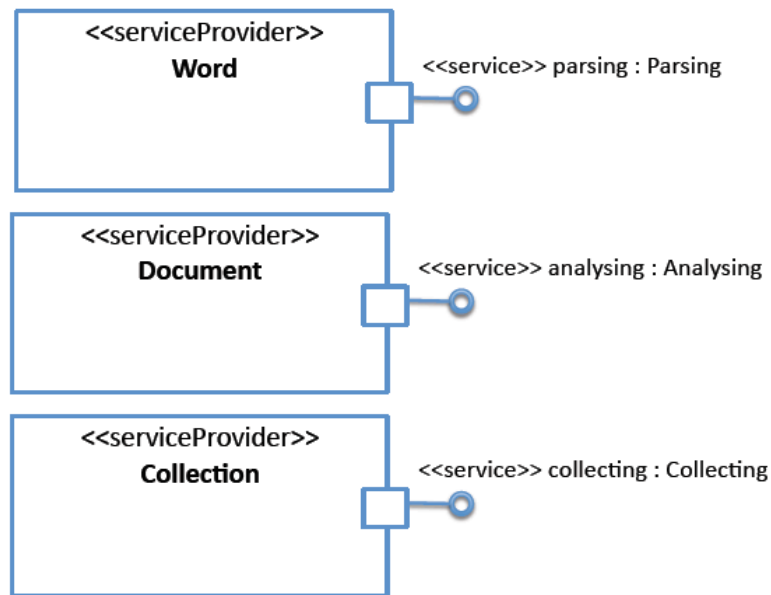 <<serviceProvider>>
Word
<<service>> parsing : Parsing
<<serviceProvider>>
Document
<<service>> analysing : Analysing
<<serviceProvider>>
Collection
<<service>> collecting : Collecting